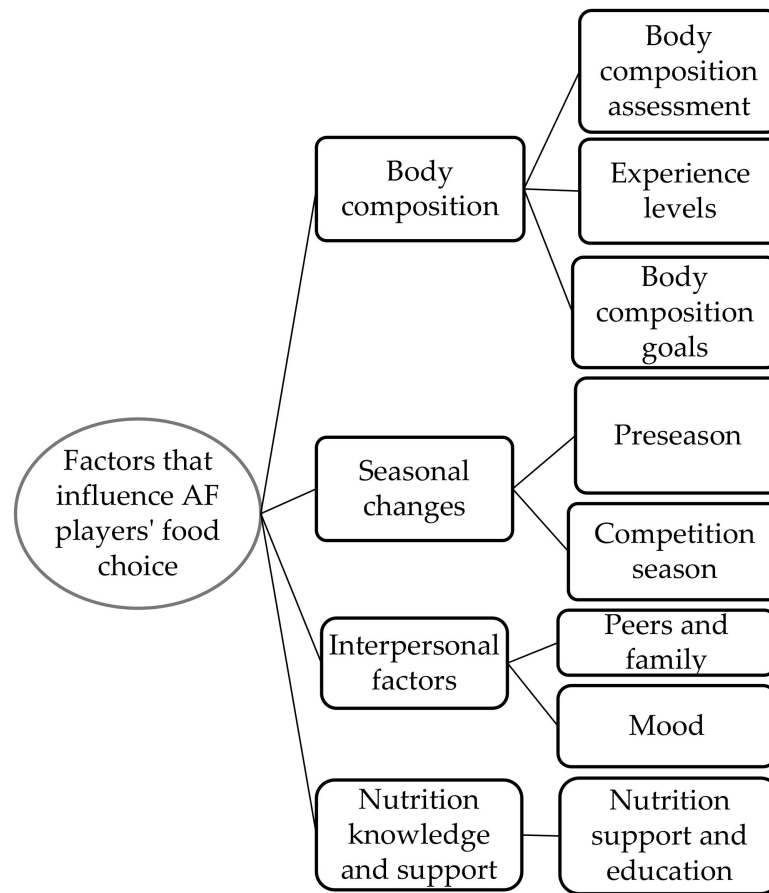 Factors that
influence AF
players' food
choice
Body
composition
Body
composition
assessment
Experience
levels
Body
composition
goals
Seasonal
changes
Preseason
Competition
season
Interpersonal
factors
Peers and
family
Mood
Nutrition
knowledge
and support
Nutrition
support and
education